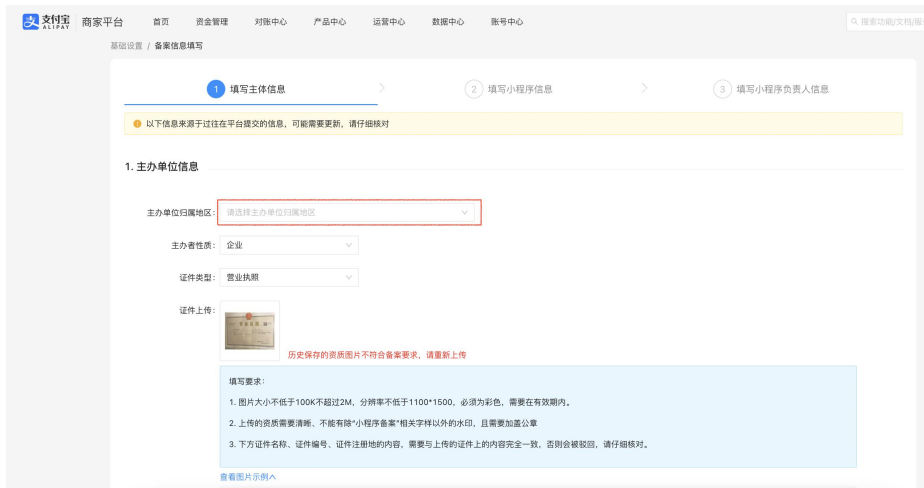 支付宝 商家平台 首页 资金管理 对账中心 产品中心 运营中心 数据中心 账号中心 搜索功能/文档/服
ALIPAY
基础设置 / 备案信息填写
1 填写主体信息 2 填写小程序信息 3 填写小程序负责人信息
以下信息来源于过往在平台提交的信息，可能需要更新，请仔细核对
1. 主办单位信息
主办单位归属地区： 请选择主办单位归属地区
主办者性质： 企业
证件类型： 营业执照
证件上传：
历史保存的资质图片不符合备案要求，请重新上传
填写要求：
1. 图片大小不低于100K不超过2M，分辨率不低于1100*1500，必须为彩色，需要在有效期内。
2. 上传的资质需要清晰、不能有除“小程序备案”相关字样以外的水印，且需要加盖公章
3. 下方证件名称、证件编号、证件注册地的内容，需要与上传的证件上的内容完全一致，否则会被驳回，请仔细核对。
查看图片示例